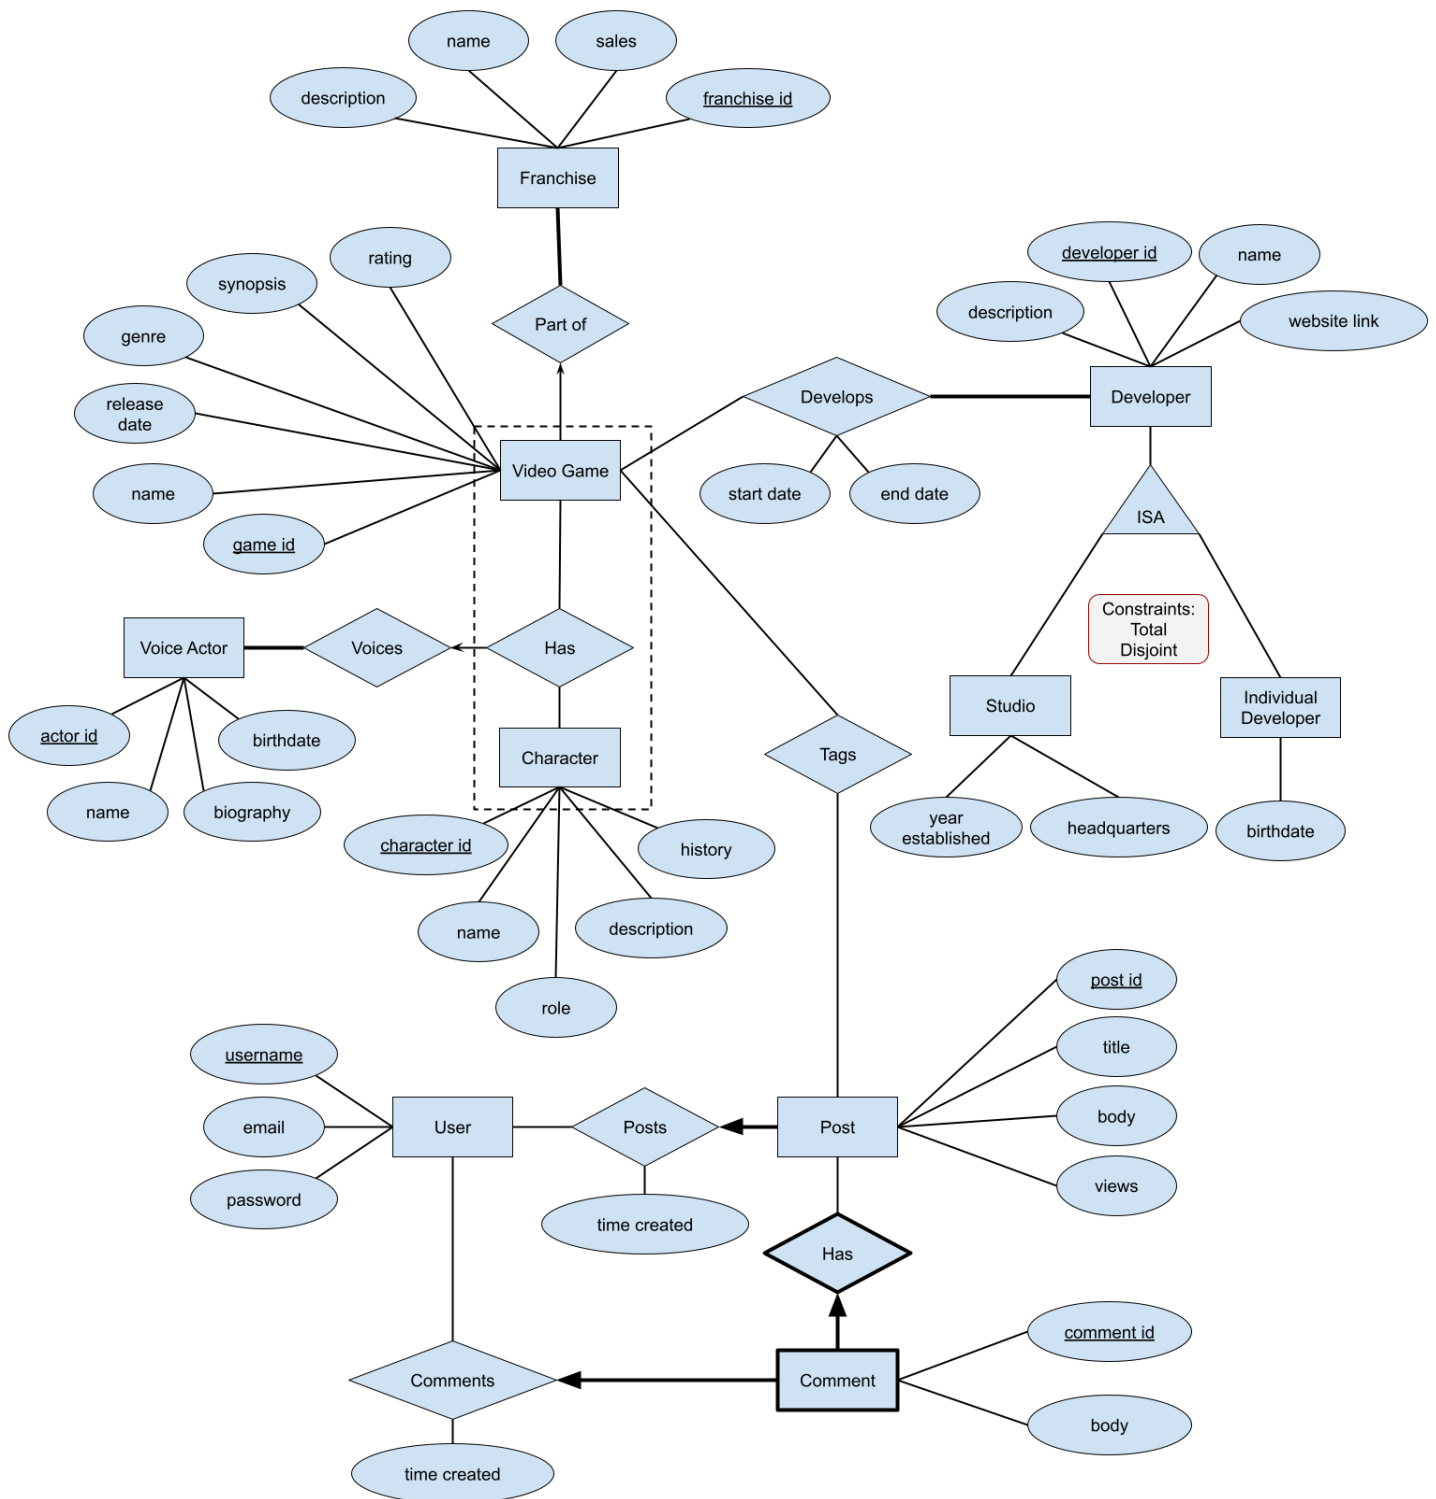 name
sales
description
franchise id
Franchise
developer id
name
rating
synopsis
description
website link
genre
Part of
release
date
Develops
Developer
Video Game
name
start date
end date
ISA
game id
Constraints:
Total
Disjoint
Voice Actor
Voices
Has
Studio
Individual
Developer
actor id
birthdate
Character
Tags
name
biography
year
established
headquarters
birthdate
character id
history
name
description
role
post id
username
title
email
User
Posts
Post
body
password
time created
views
Has
comment id
Comments
Comment
body
time created